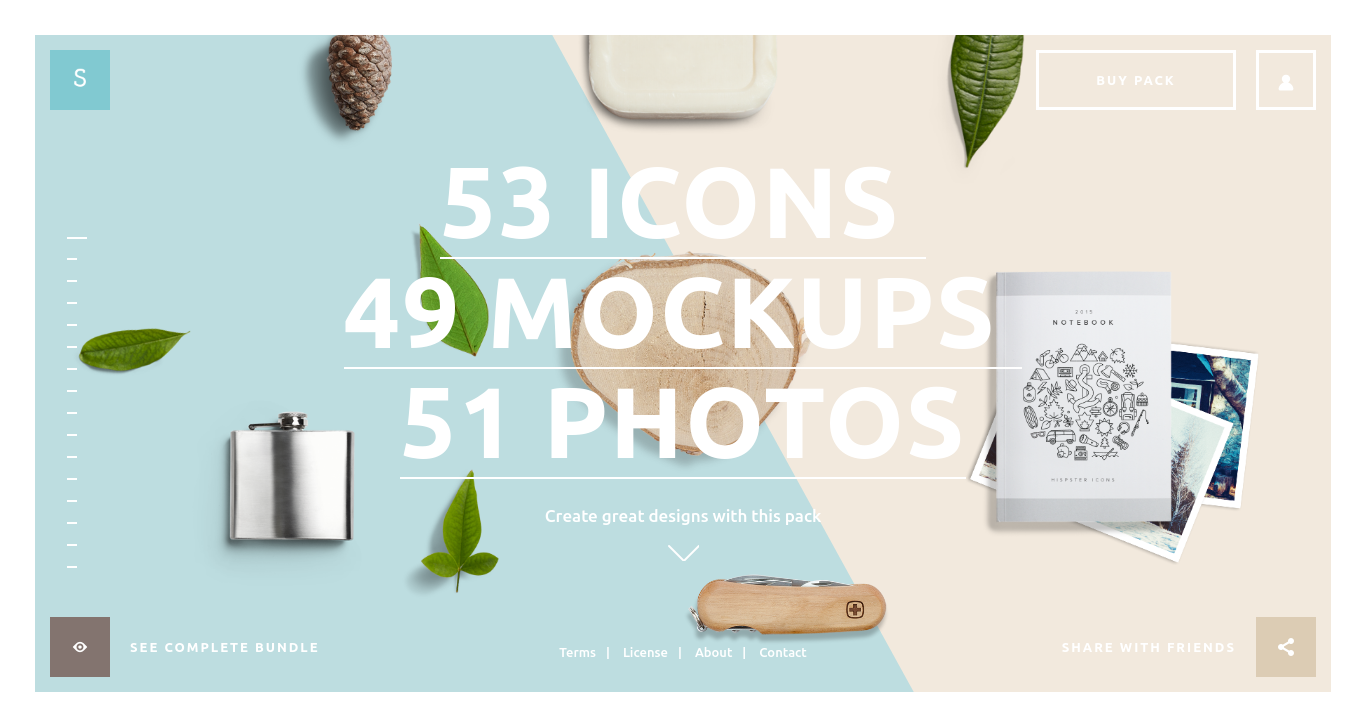 S
BUY PACK
53 ICONS
49 MOCKUPS
51 PHOTOS
2015
NOTEBOOK
HISPSTER ICONS
Create great designs with this pack
SEE COMPLETE BUNDLE
Terms | License | About | Contact
SHARE WITH FRIENDS